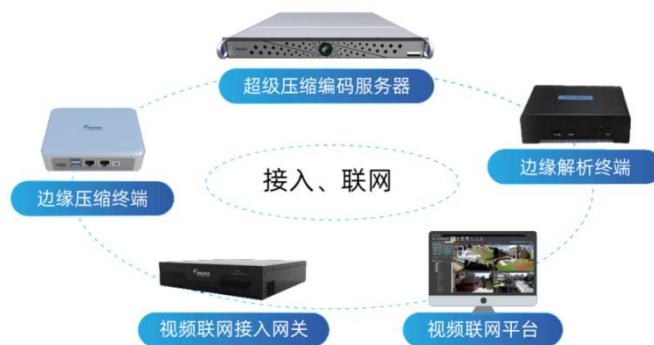 超级压缩编码服务器
边缘压缩终端
边缘解析终端
接入、联网
视频联网接入网关
视频联网平台